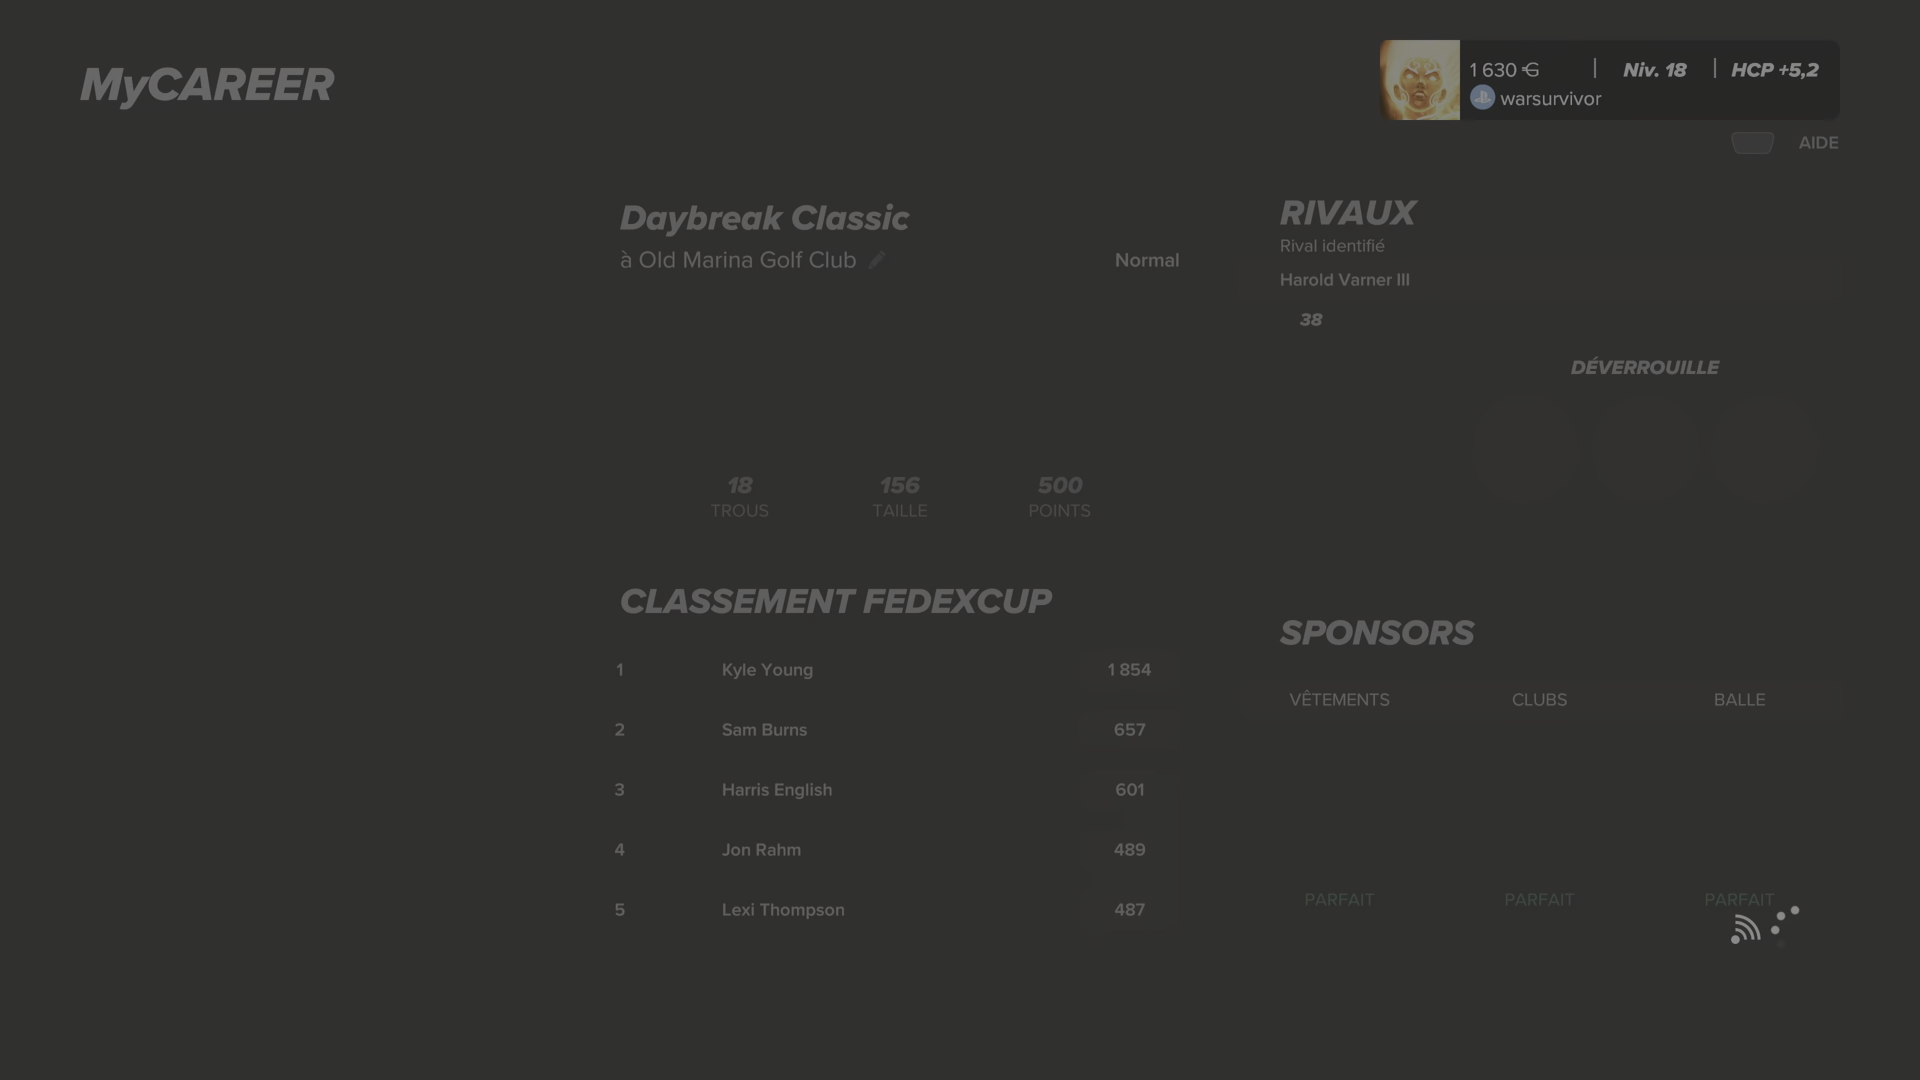 MyCAREER
1 630
Niv. 18
HCP +5,2
warsurvivor
AIDE
Daybreak Classic
à Old Marina Golf Club
Normal
18
TROUS
156
TAILLE
500
POINTS
CLASSEMENT FEDEXCUP
1 Kyle Young 1 854
2 Sam Burns 657
3 Harris English 601
4 Jon Rahm 489
5 Lexi Thompson 487
RIVAUX
Rival identifié
Harold Varner III
38
DÉVERROUILLE
SPONSORS
VÊTEMENTS CLUBS BALLE
PARFAIT PARFAIT PARFAIT